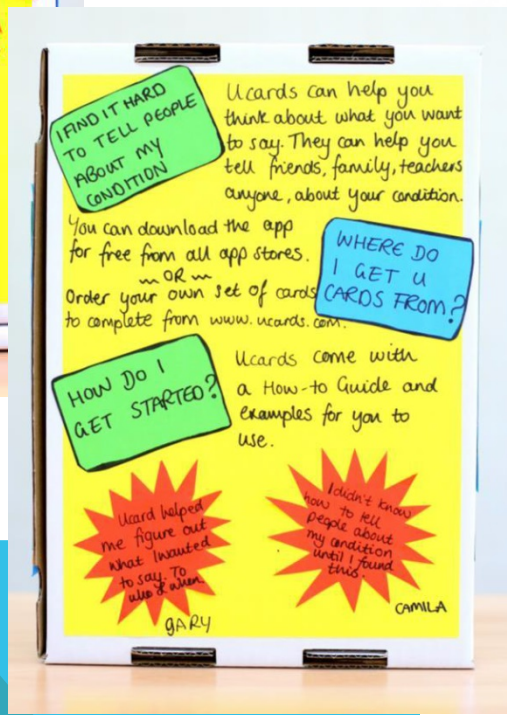 I FIND IT HARD
TO TELL PEOPLE
ABOUT MY
CONDITION
Ucards can help you
think about what you want
to say. They can help you
tell friends, family, teachers
anyone, about your condition.
You can download the app
for free from all app stores.
OR
Order your own set of cards
to complete from www.ucards.com.
WHERE DO
I GET U
CARDS FROM?
HOW DO I
GET STARTED?
Ucards come with
a How-to Guide and
examples for you to
use.
Ucard helped
me figure out
what I wanted
to say. To
who & when.
GARY
I didn't know
how to tell
people about
my condition
until I found
this.
CAMILA